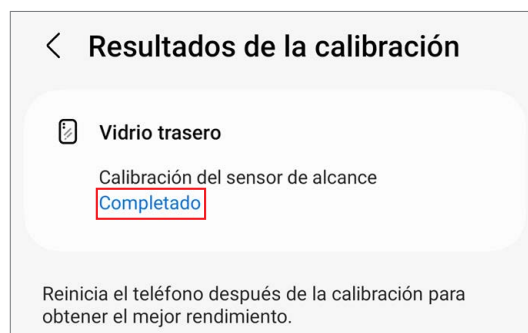 Resultados de la calibración
Vidrio trasero
Calibración del sensor de alcance
Completado
Reinicia el teléfono después de la calibración para
obtener el mejor rendimiento.